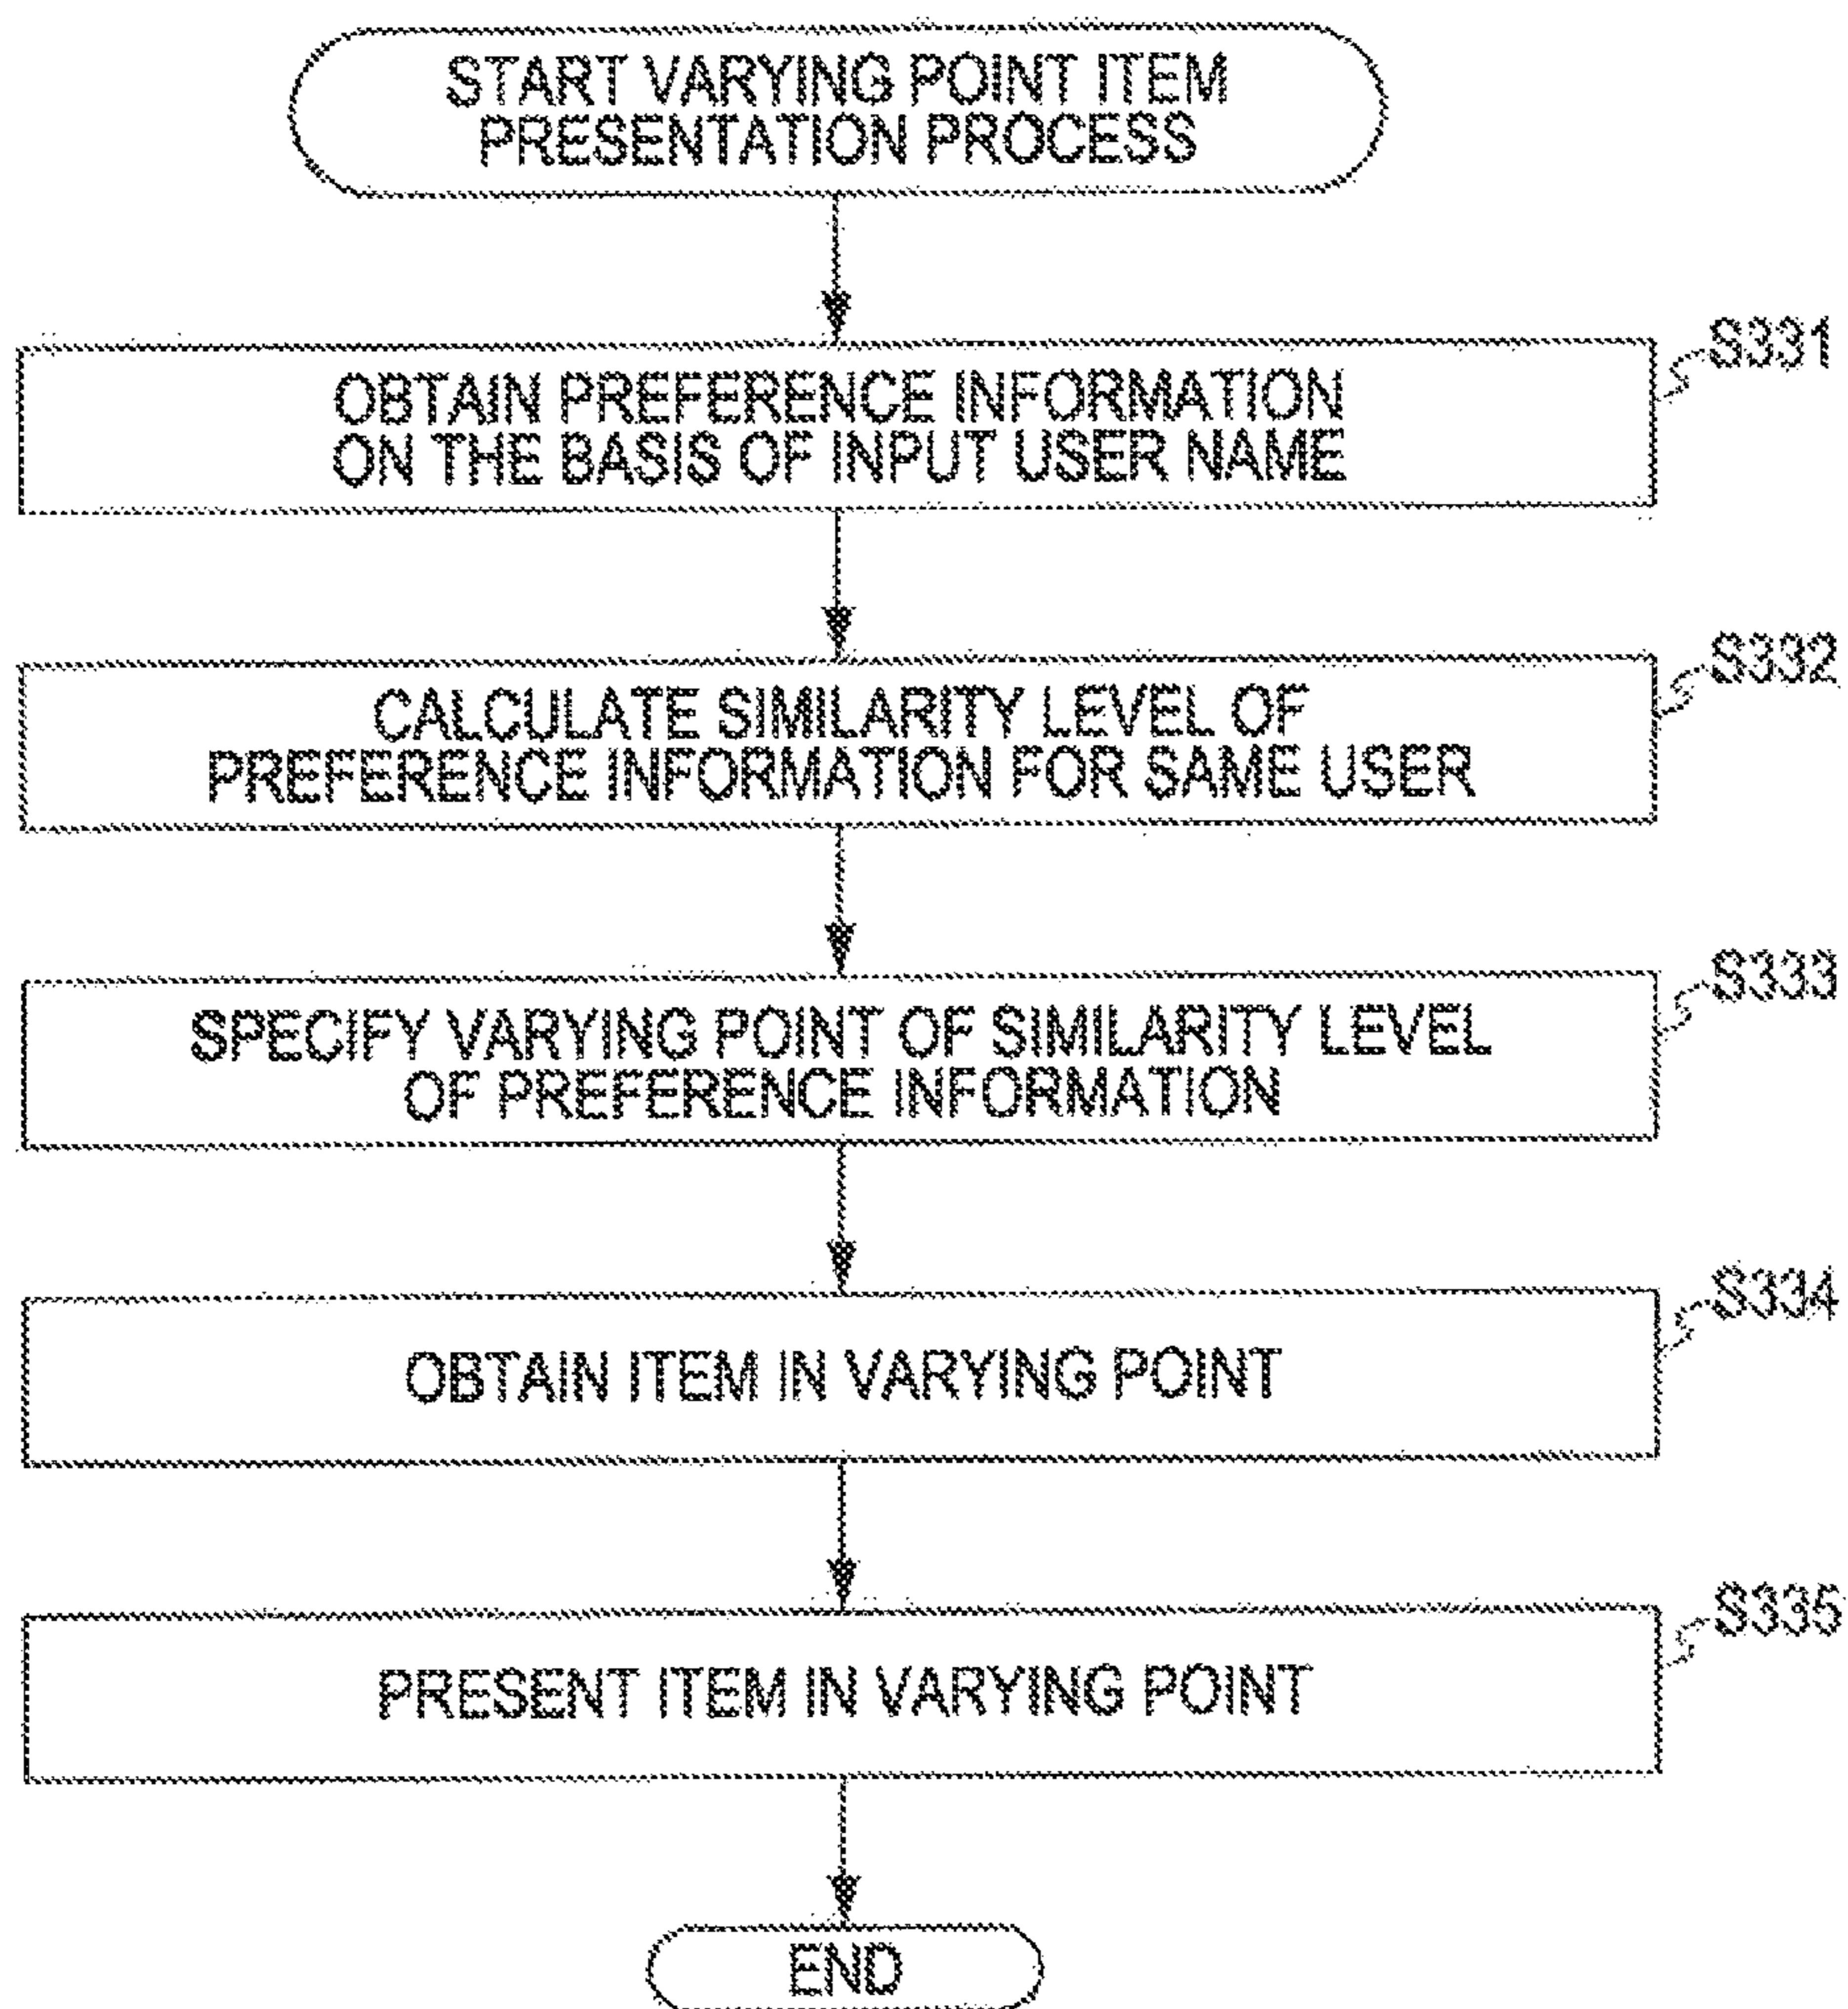 START VARYING POINT ITEM
PRESENTATION PROCESS
S331
OBTAIN PREFERENCE INFORMATION
ON THE BASIS OF INPUT USER NAME
S332
CALCULATE SIMILARITY LEVEL OF
PREFERENCE INFORMATION FOR SAME USER
S333
SPECIFY VARYING POINT OF SIMILARITY LEVEL
OF PREFERENCE INFORMATION
S334
OBTAIN ITEM IN VARYING POINT
S335
PRESENT ITEM IN VARYING POINT
END